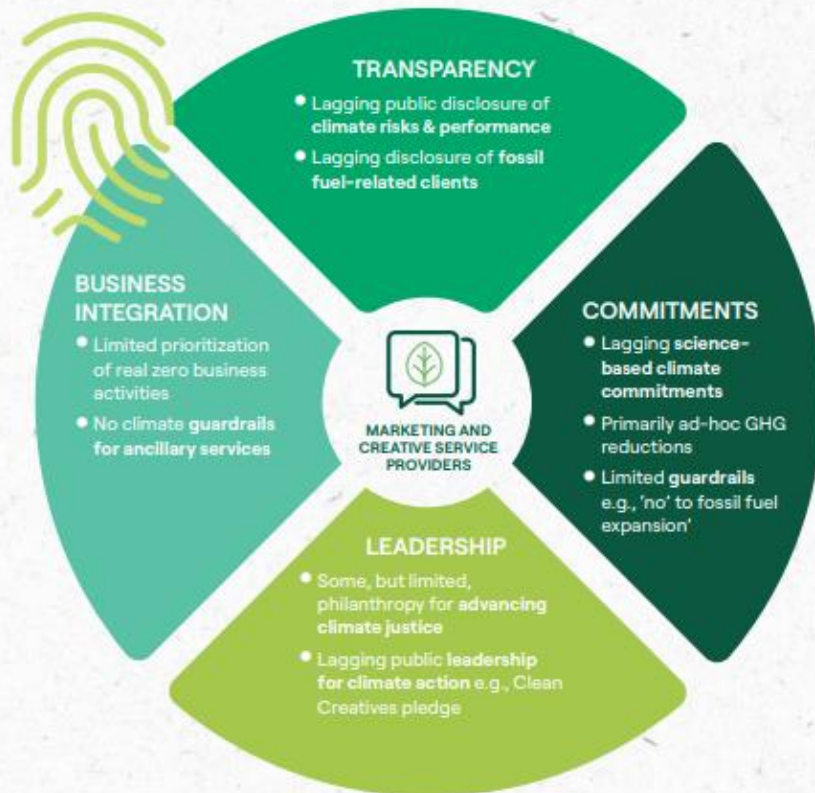 TRANSPARENCY
• Lagging public disclosure of
climate risks & performance
• Lagging disclosure of fossil
fuel-related clients
BUSINESS
INTEGRATION
• Limited prioritization
of real zero business
activities
• No climate guardrails
for ancillary services
MARKETING AND
CREATIVE SERVICE
PROVIDERS
COMMITMENTS
• Lagging science-
based climate
commitments
• Primarily ad-hoc GHG
reductions
• Limited guardrails
e.g., ‘no’ to fossil fuel
expansion’
LEADERSHIP
• Some, but limited,
philanthropy for advancing
climate justice
• Lagging public leadership
for climate action e.g., Clean
Creatives pledge